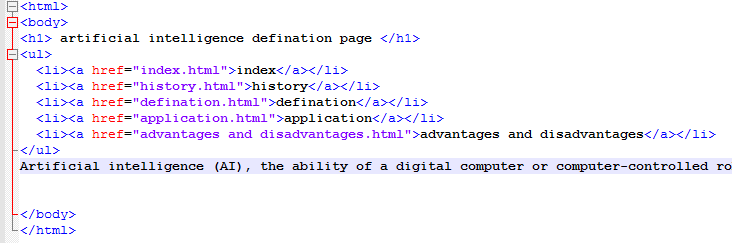 <html>
<body>
<h1> artificial intelligence defination page </h1>
<ul>
<li><a href="index.html">index</a></li>
<li><a href="history.html">history</a></li>
<li><a href="defination.html">defination</a></li>
<li><a href="application.html">application</a></li>
<li><a href="advantages and disadvantages.html">advantages and disadvantages</a></li>
</ul>
Artificial intelligence (AI), the ability of a digital computer or computer-controlled ro
</body>
</html>